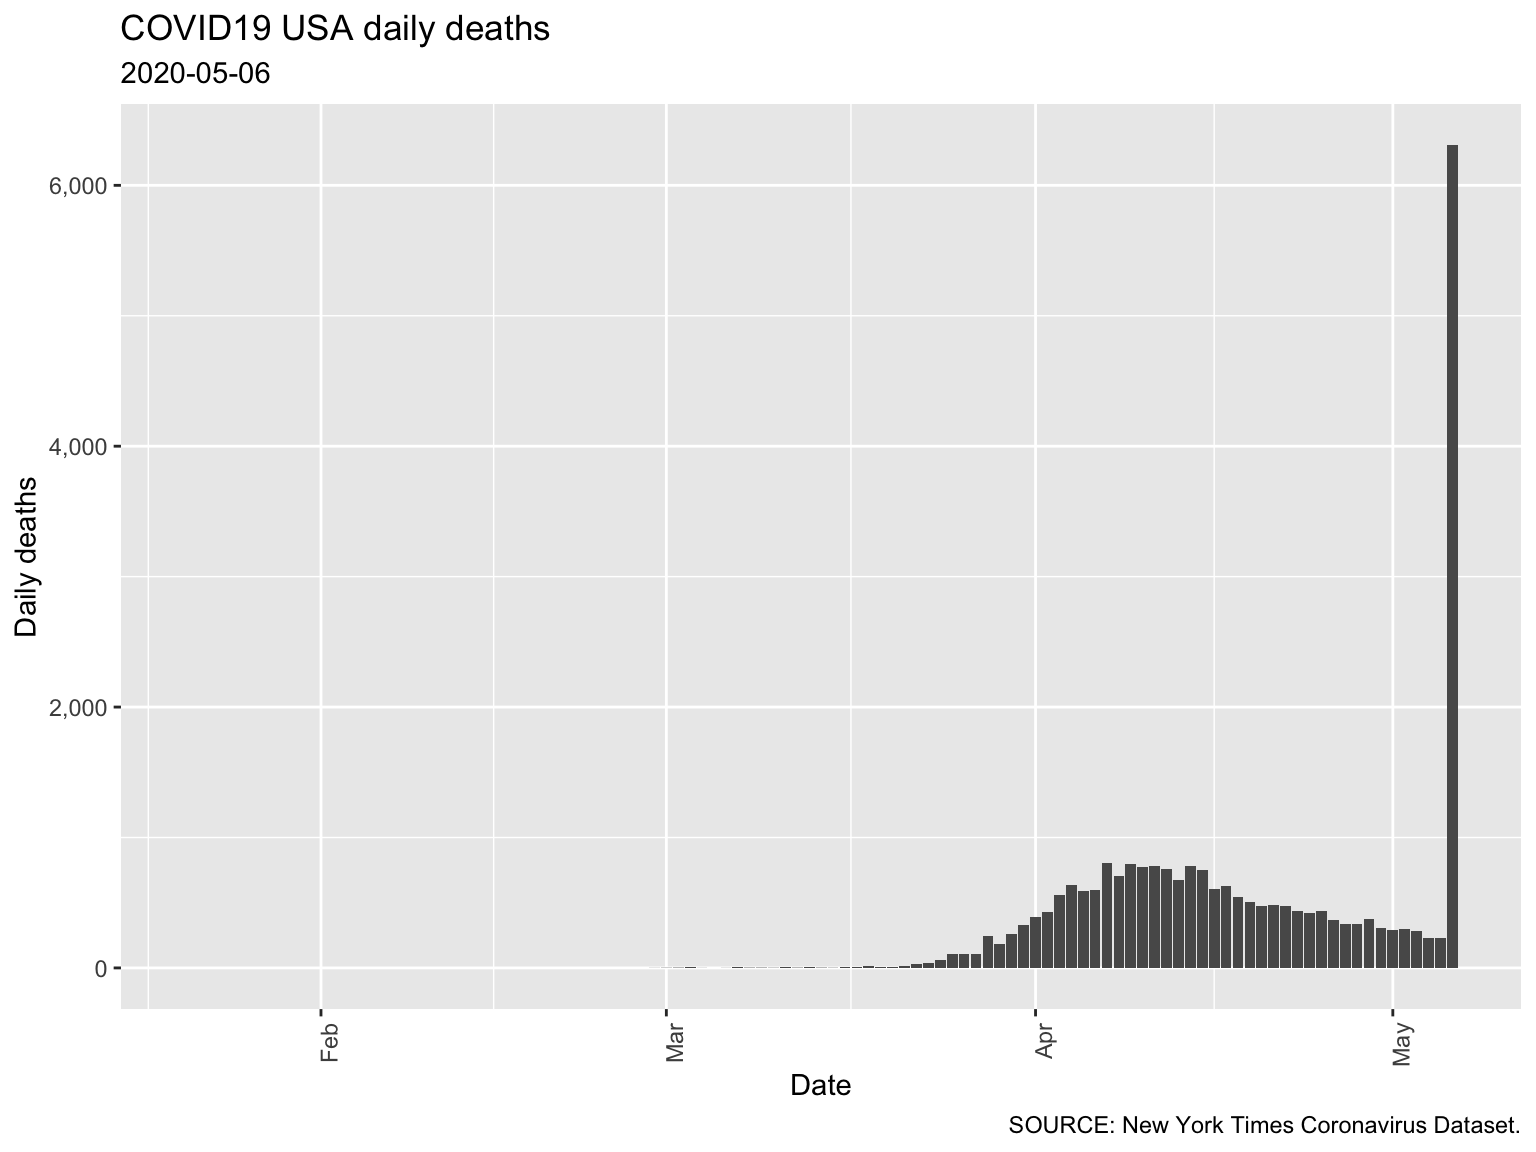 COVID19 USA daily deaths
2020-05-06
Daily deaths
6,000
4,000
2,000
0
Feb
Mar
Apr
May
Date
SOURCE: New York Times Coronavirus Dataset.